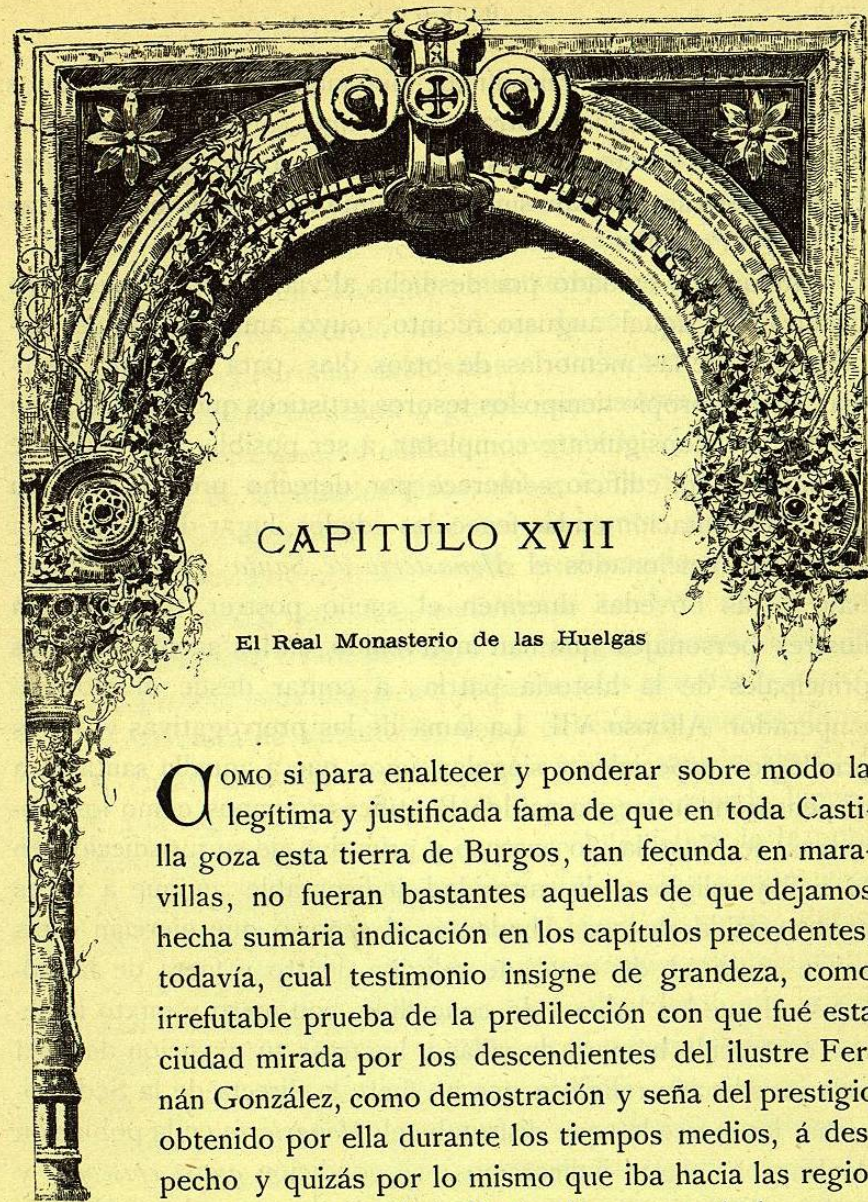 CAPITULO XVII
El Real Monasterio de las Huelgas
COMO si para enaltecer y ponderar sobre modo la
legítima y justificada fama de que en toda Casti-
lla goza esta tierra de Burgos, tan fecunda en mara-
villas, no fueran bastantes aquellas de que dejamos
hecha sumaria indicación en los capítulos precedentes
todavía, cual testimonio insigne de grandeza, como
irrefutable prueba de la predilección con que fué esta
ciudad mirada por los descendientes del ilustre Fer
nán González, como demostración y seña del prestigio
obtenido por ella durante los tiempos medios, á des
pecho y quizás por lo mismo que iba hacia las regio